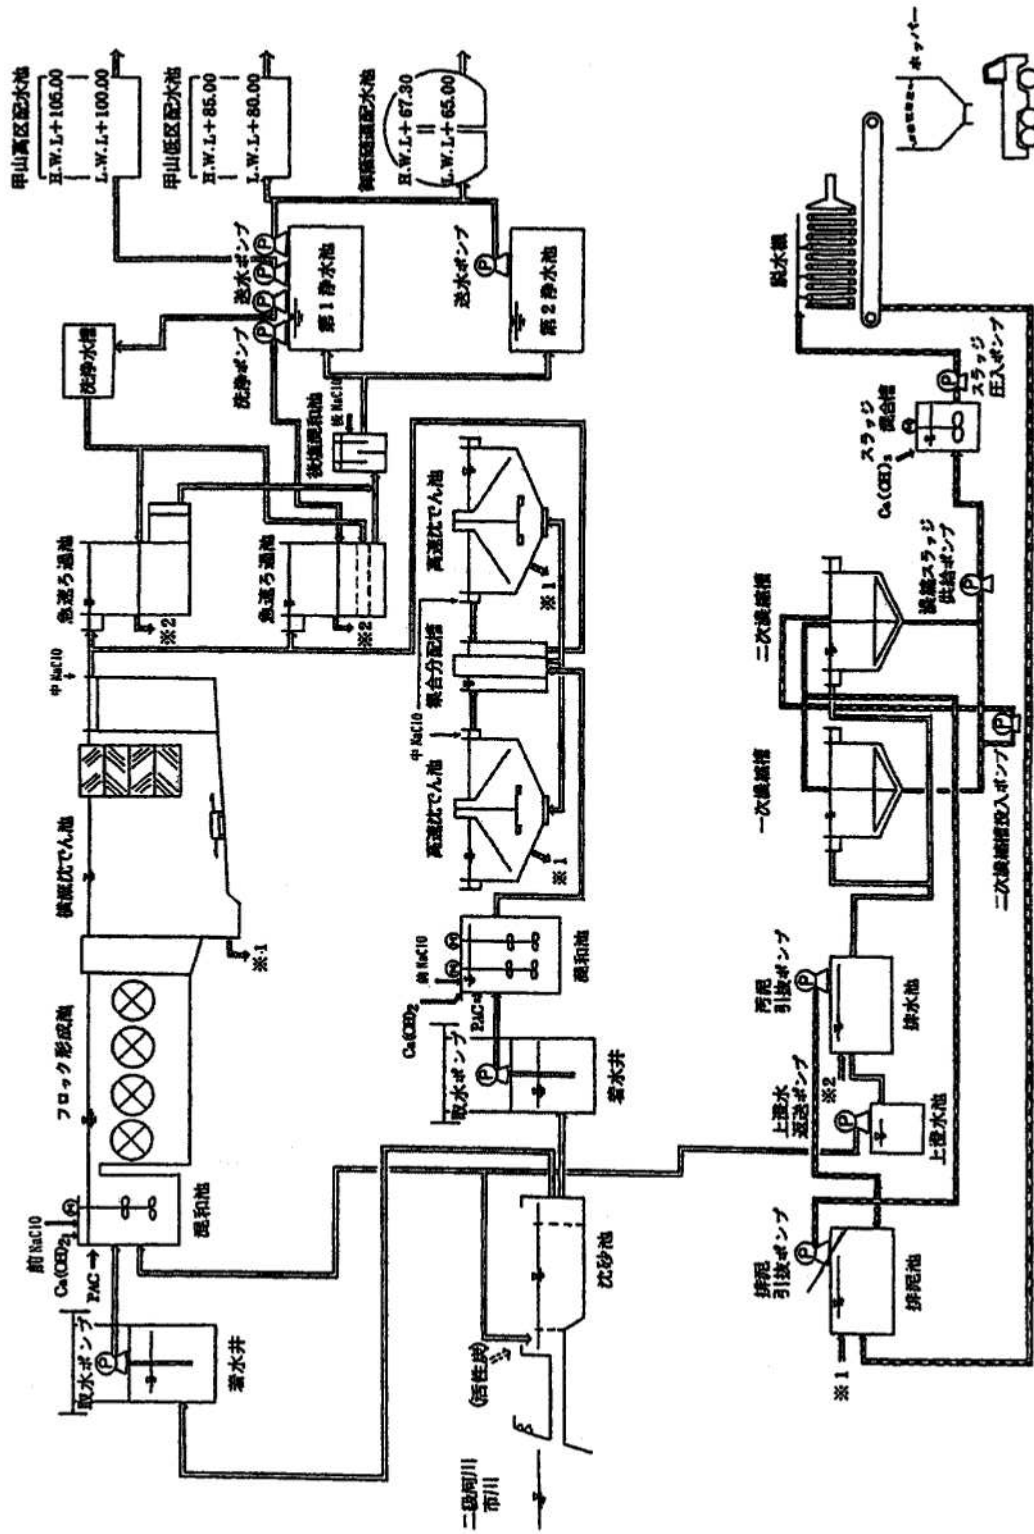 甲山高区配水池
H.W.L+105.00
L.W.L+100.00
甲山低区配水池
H.W.L+85.00
L.W.L+80.00
御殿隧道配水池
H.W.L+67.30
L.W.L+65.00
洗浄水槽
送水ポンプ
洗浄ポンプ
第1浄水池
送水ポンプ
第2浄水池
後塩混和池
後NaClO
急速ろ過池
※2
急速ろ過池
※2
中NaClO
横流沈でん池
※1
フロック形成池
前NaClO
Ca(OH)2
PAC
混和池
取水ポンプ
着水井
高速沈でん池
※1
集合分配槽
中NaClO
高速沈でん池
※1
前NaClO
Ca(OH)2
PAC
混和池
取水ポンプ
着水井
沈砂池
(活性炭)
二級河川
市川
ホッパー
脱水機
スラッジ
圧入ポンプ
スラッジ
混合槽
Ca(OH)2
濃縮スラッジ
供給ポンプ
二次濃縮槽
一次濃縮槽
二次濃縮槽投入ポンプ
汚泥
引抜ポンプ
排水池
※2
上澄水
返送ポンプ
上澄水池
排泥
引抜ポンプ
排泥池
※1